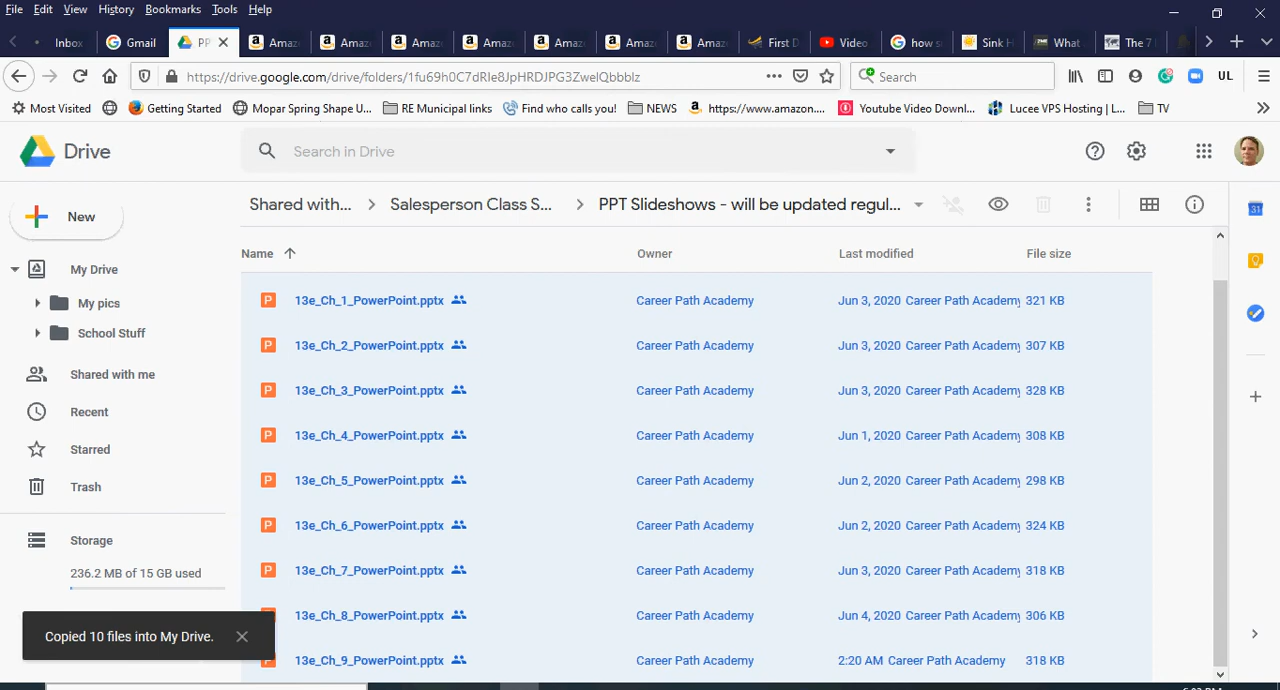 File Edit View History Bookmarks Tools Help
Inbox Gmail PP Amaz Amaz Amaz Amaz Amaz Amaz Amaz First D Video how s Sink H What The 7
https://drive.google.com/drive/folders/1fu69h0C7dRIe8JpHRDJPG3ZwelQbbblz Search UL
Most Visited Getting Started Mopar Spring Shape U... RE Municipal links Find who calls you! NEWS https://www.amazon.... Youtube Video Downl... Lucee VPS Hosting | L... TV
Drive Search in Drive
New Shared with... Salesperson Class S... PPT Slideshows - will be updated regul...
Name Owner Last modified File size
My Drive
My pics
School Stuff
Shared with me
Recent
Starred
Trash
Storage
236.2 MB of 15 GB used
13e_Ch_1_PowerPoint.pptx Career Path Academy Jun 3, 2020 Career Path Academy 321 KB
13e_Ch_2_PowerPoint.pptx Career Path Academy Jun 3, 2020 Career Path Academy 307 KB
13e_Ch_3_PowerPoint.pptx Career Path Academy Jun 3, 2020 Career Path Academy 328 KB
13e_Ch_4_PowerPoint.pptx Career Path Academy Jun 1, 2020 Career Path Academy 308 KB
13e_Ch_5_PowerPoint.pptx Career Path Academy Jun 2, 2020 Career Path Academy 298 KB
13e_Ch_6_PowerPoint.pptx Career Path Academy Jun 2, 2020 Career Path Academy 324 KB
13e_Ch_7_PowerPoint.pptx Career Path Academy Jun 3, 2020 Career Path Academy 318 KB
13e_Ch_8_PowerPoint.pptx Career Path Academy Jun 4, 2020 Career Path Academy 306 KB
13e_Ch_9_PowerPoint.pptx Career Path Academy 2:20 AM Career Path Academy 318 KB
Copied 10 files into My Drive.